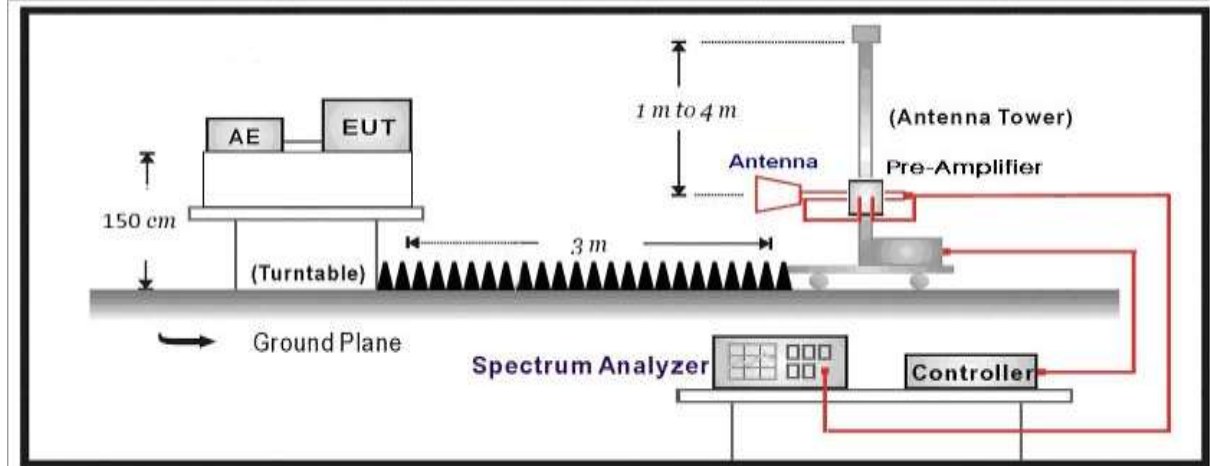 1 m to 4 m
(Antenna Tower)
AE
EUT
Antenna
Pre-Amplifier
150 cm
3 m
(Turntable)
Ground Plane
Spectrum Analyzer
Controller